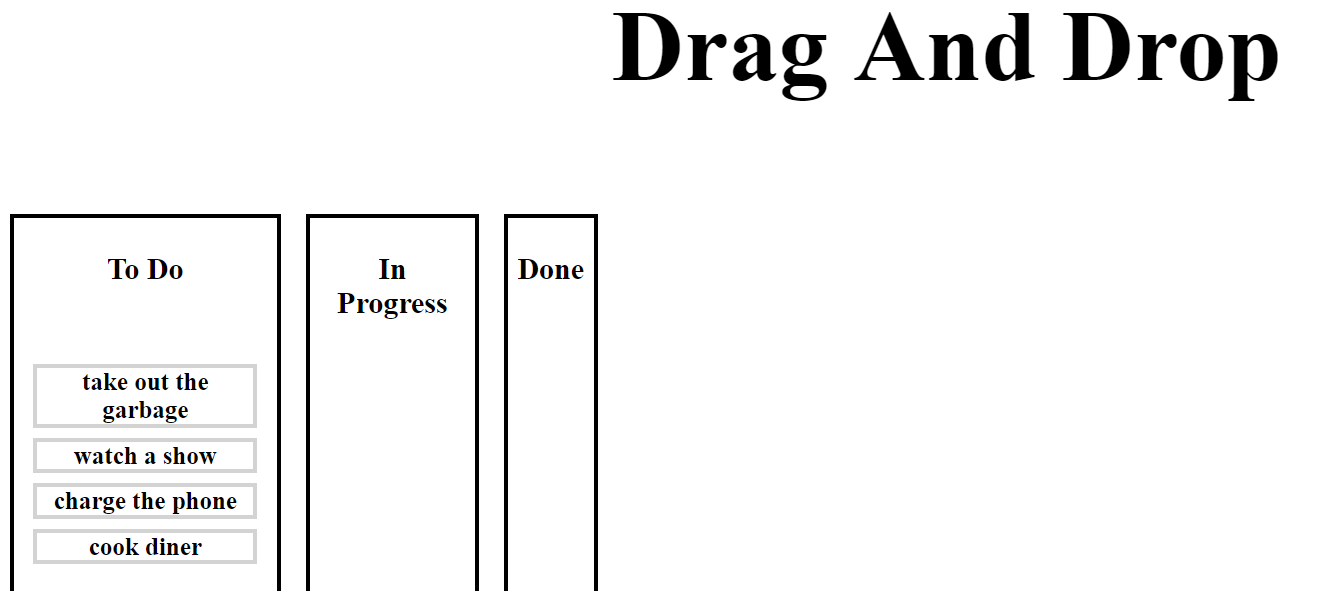 Drag And Drop
To Do
take out the
garbage
watch a show
charge the phone
cook diner
In
Progress
Done